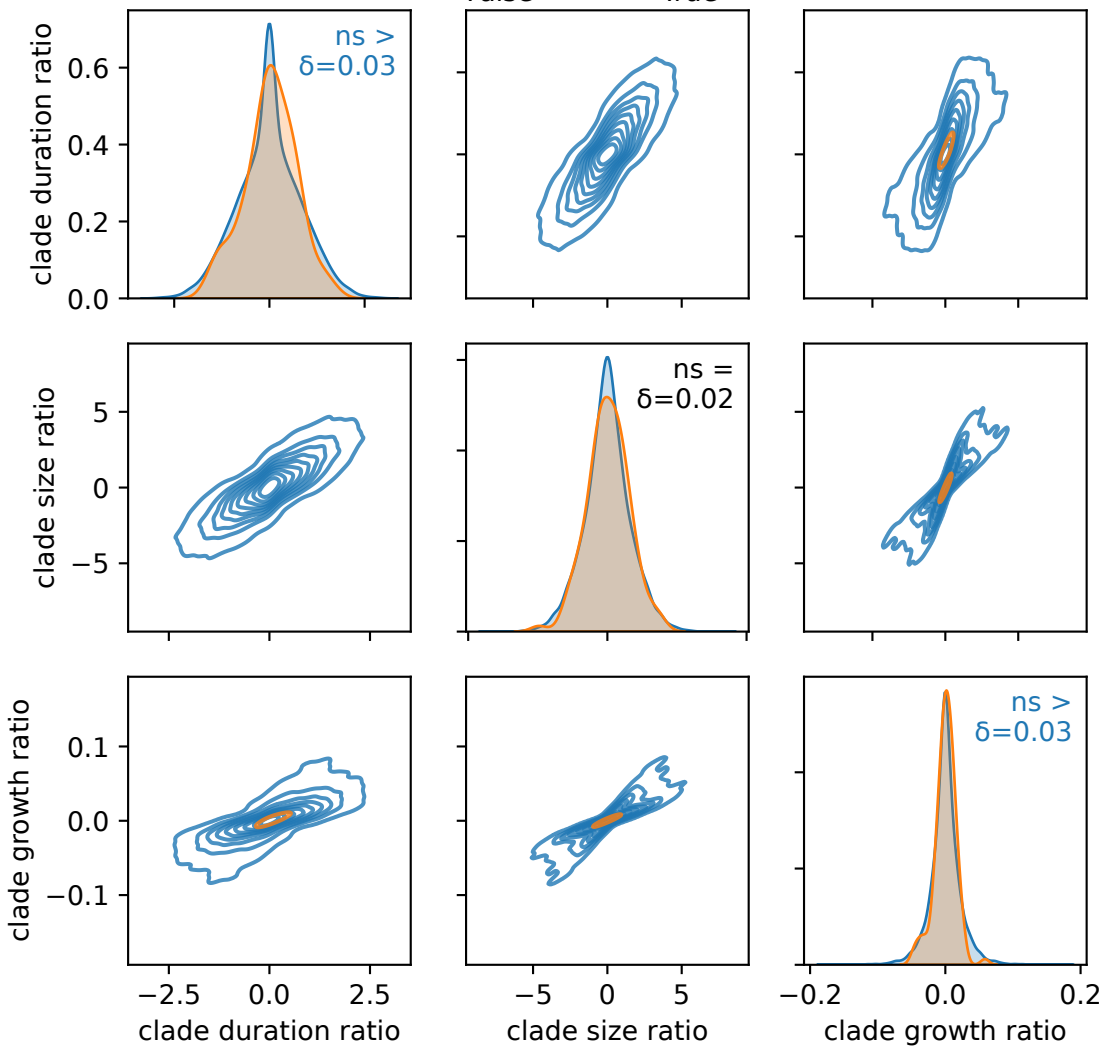 clade duration ratio
0.6
0.4
0.2
0.0
ns >
δ=0.03
clade size ratio
5
0
−5
ns =
δ=0.02
clade growth ratio
0.1
0.0
−0.1
ns >
δ=0.03
−2.5 0.0 2.5
−5 0 5
−0.2 0.0 0.2
clade duration ratio
clade size ratio
clade growth ratio